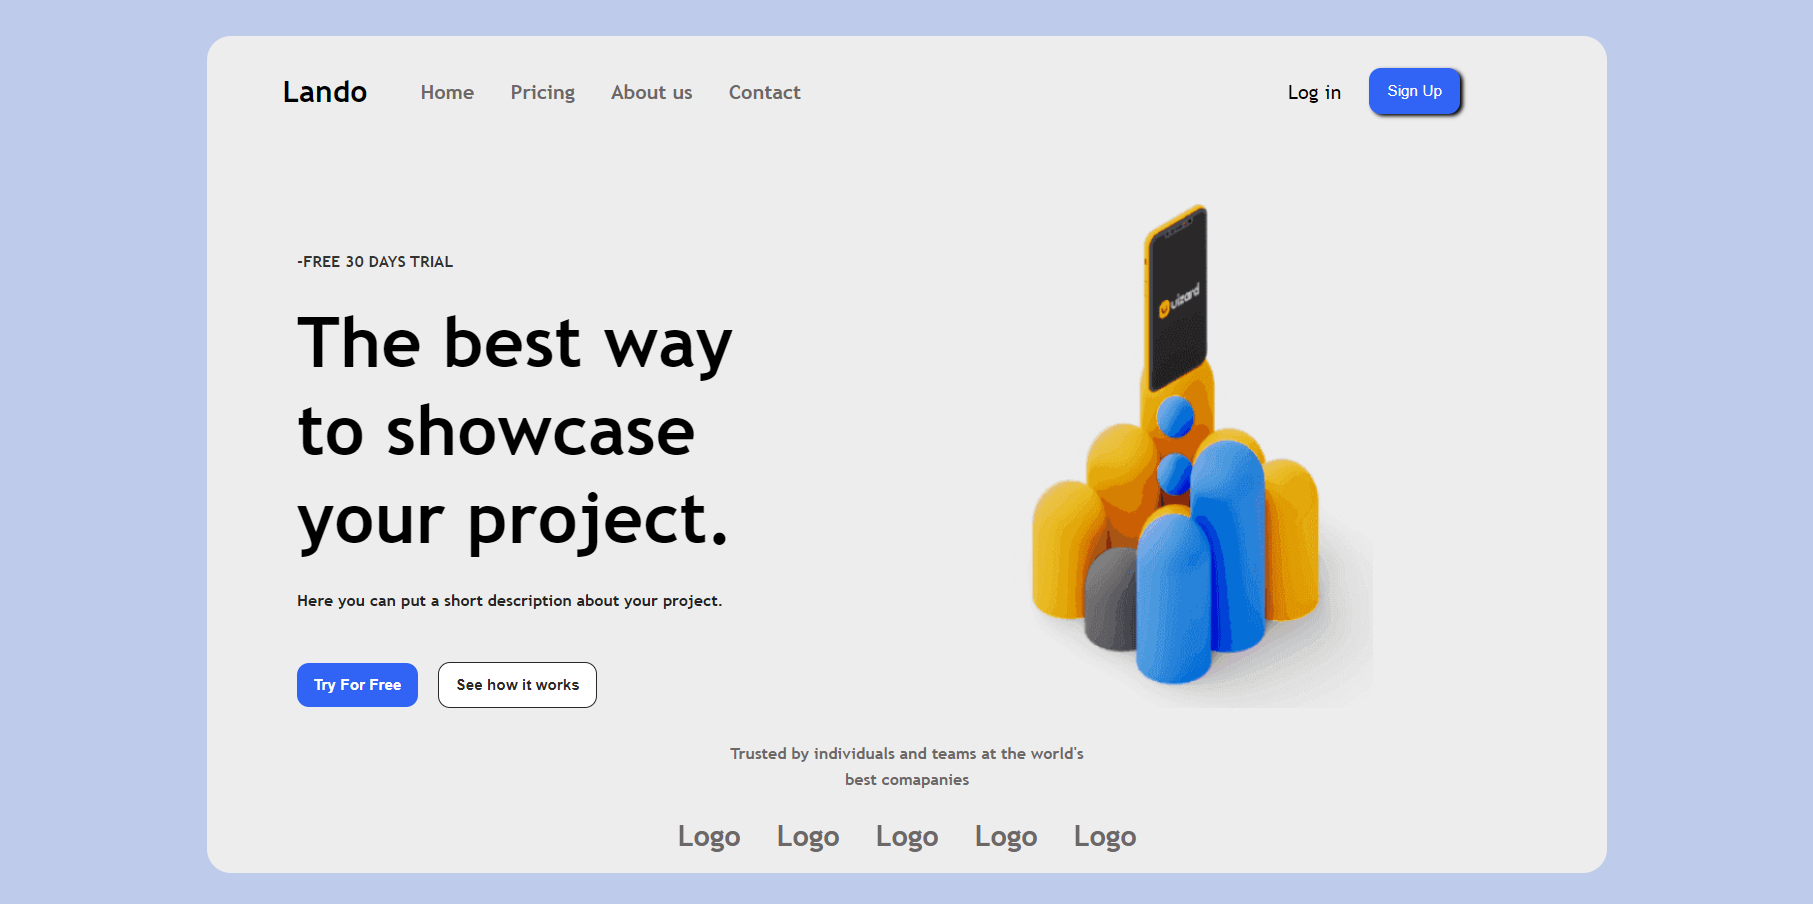 Lando Home Pricing About us Contact Log in Sign Up
-FREE 30 DAYS TRIAL
The best way
to showcase
your project.
uizard
Here you can put a short description about your project.
Try For Free See how it works
Trusted by individuals and teams at the world's
best comapanies
Logo Logo Logo Logo Logo